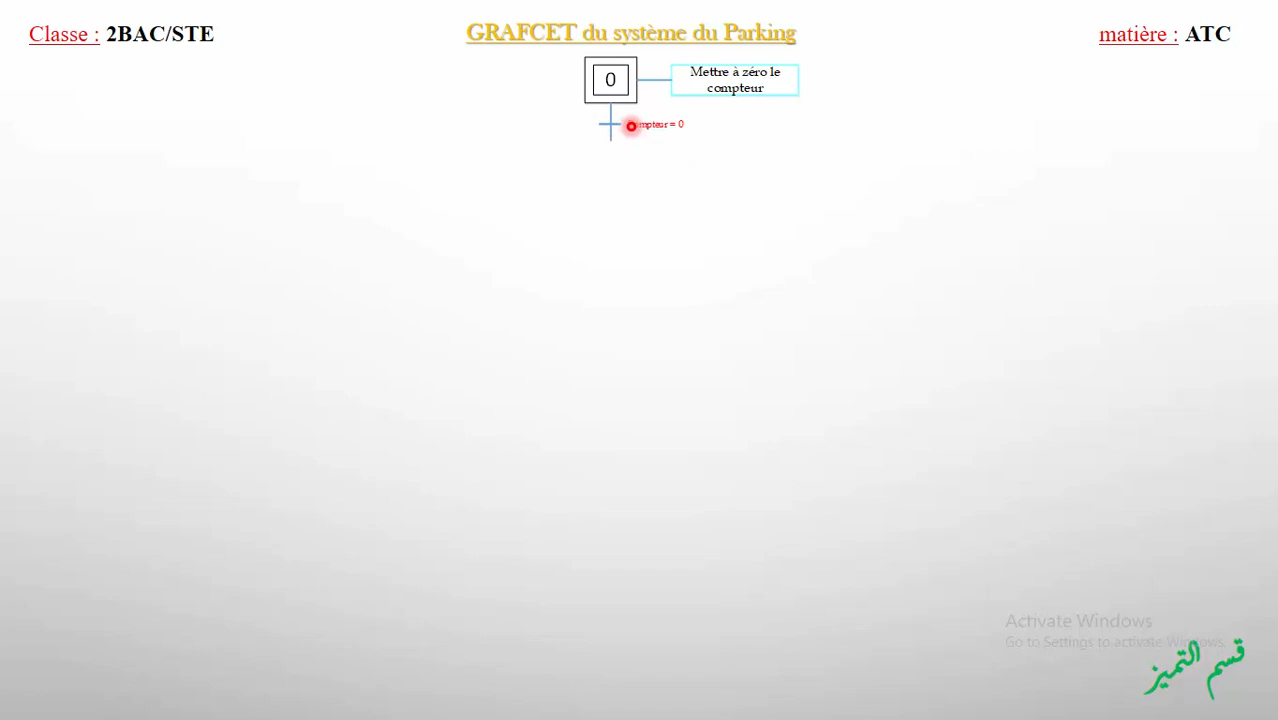 Classe : 2BAC/STE
GRAFCET du système du Parking
matière : ATC
0
Mettre à zéro le
compteur
mpteur = 0
Activate Windows
Go to Settings to activate Windows.
قسم التميز